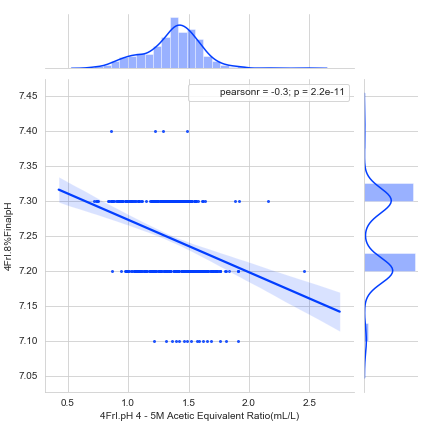 pearsonr = -0.3; p = 2.2e-11
7.45
7.40
7.35
7.30
7.25
7.20
7.15
7.10
7.05
4FrI.8%FinalpH
0.5 1.0 1.5 2.0 2.5
4FrI.pH 4 - 5M Acetic Equivalent Ratio(mL/L)